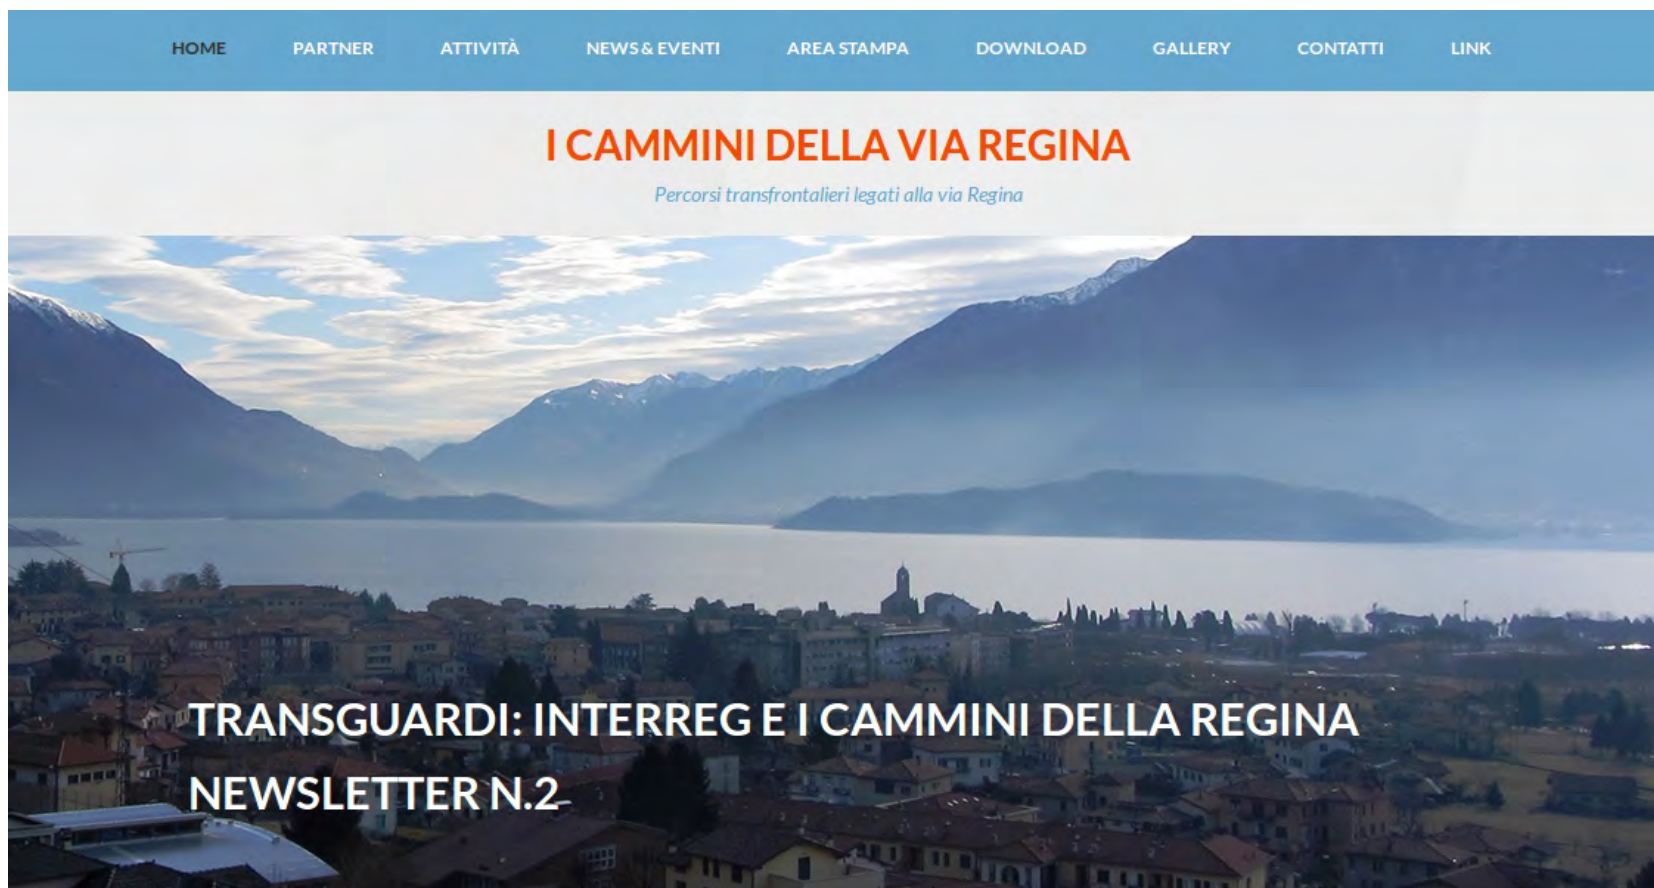 HOME PARTNER ATTIVITÀ NEWS & EVENTI AREA STAMPA DOWNLOAD GALLERY CONTATTI LINK
I CAMMINI DELLA VIA REGINA
Percorsi transfrontalieri legati alla via Regina
TRANSGUARDI: INTERREG E I CAMMINI DELLA REGINA
NEWSLETTER N.2